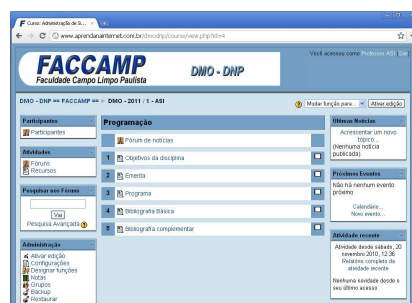 Curso: Administração de S...
www.aprendanainternet.com.br/dmodnp/course/view.php?id=4
Você acessou como Professor ASI (Sair)
FACCAMP
Faculdade Campo Limpo Paulista
DMO - DNP
DMO - DNP == FACCAMP == ► DMO - 2011 / 1 - ASI
Mudar função para...
Ativar edição
Participantes
Participantes
Atividades
Fóruns
Recursos
Pesquisar nos Fóruns
Vai
Pesquisa Avançada
Administração
Ativar edição
Configurações
Designar funções
Notas
Grupos
Backup
Restaurar
Programação
Fórum de notícias
1 Objetivos da disciplina
2 Ementa
3 Programa
4 Bibliografia Básica
5 Bibliografia complementar
Últimas Notícias
Acrescentar um novo
tópico...
(Nenhuma notícia
publicada)
Próximos Eventos
Não há nenhum evento
próximo
Calendário...
Novo evento...
Atividade recente
Atividade desde sábado, 20
novembro 2010, 12:36
Relatório completo da
atividade recente
Nenhuma novidade desde o
seu último acesso